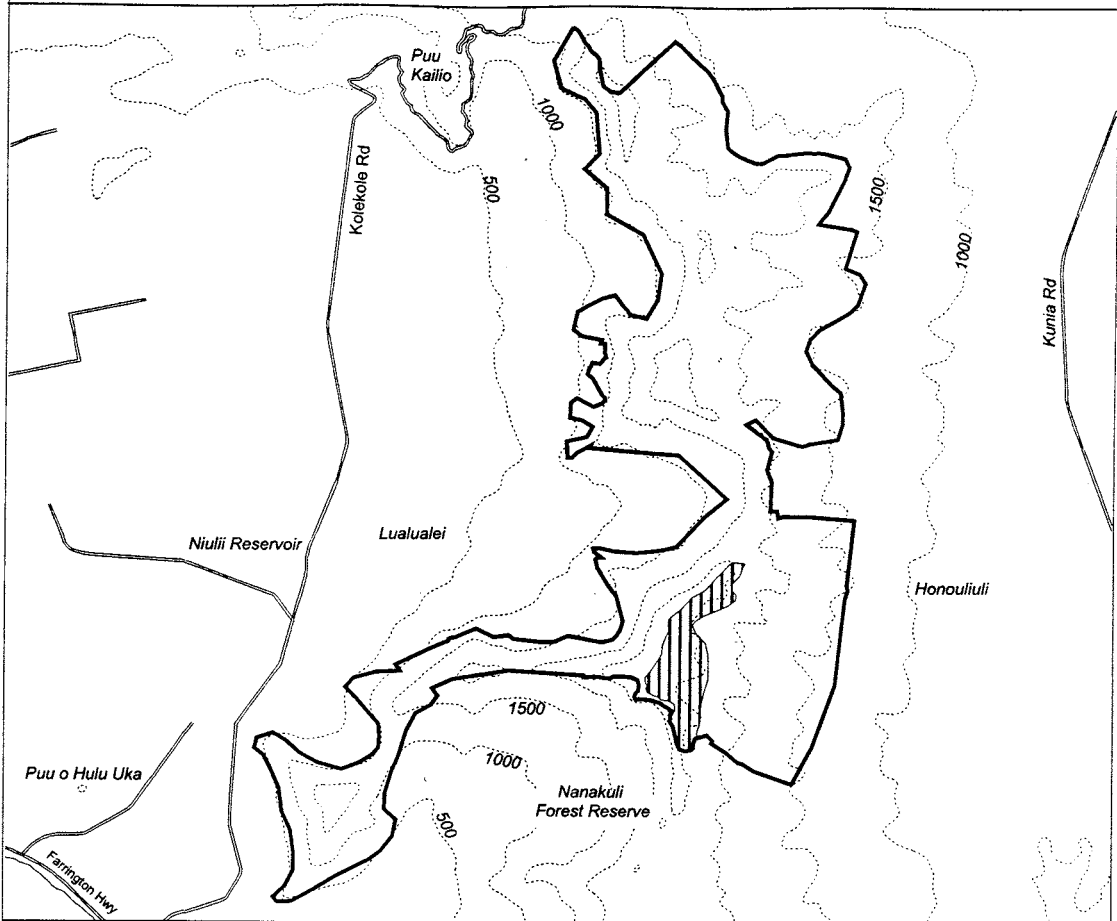 Puu
Kailio
1000
Kolekole Rd
500
1500
1000
Kunia Rd
Niulii Reservoir
Lualualei
Honouliuli
1500
1000
Puu o Hulu Uka
Nanakuli
Forest Reserve
500
Farrington Hwy